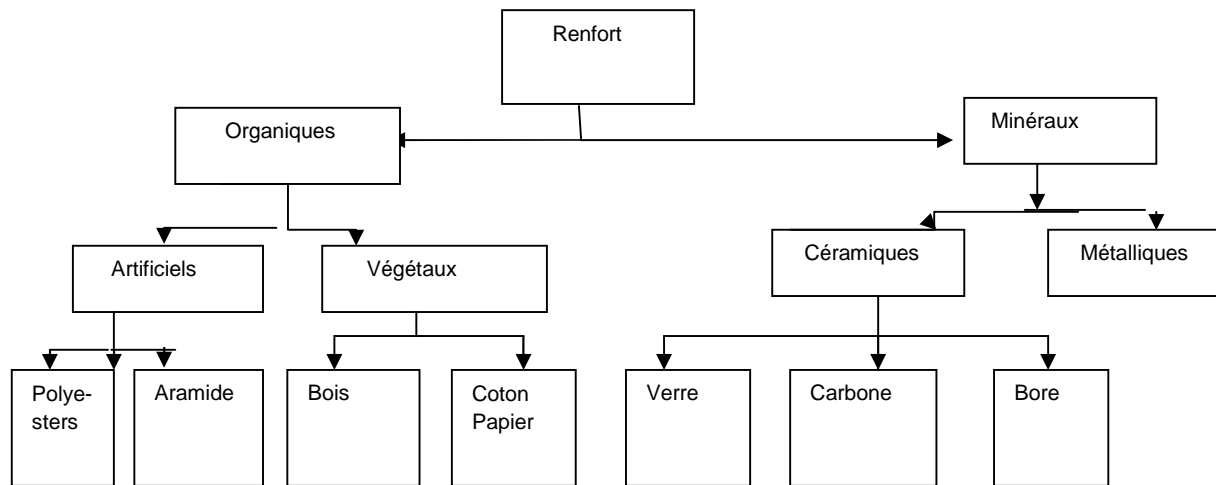 Renfort
Organiques
Minéraux
Artificiels
Végétaux
Céramiques
Métalliques
Polye-
sters
Aramide
Bois
Coton
Papier
Verre
Carbone
Bore